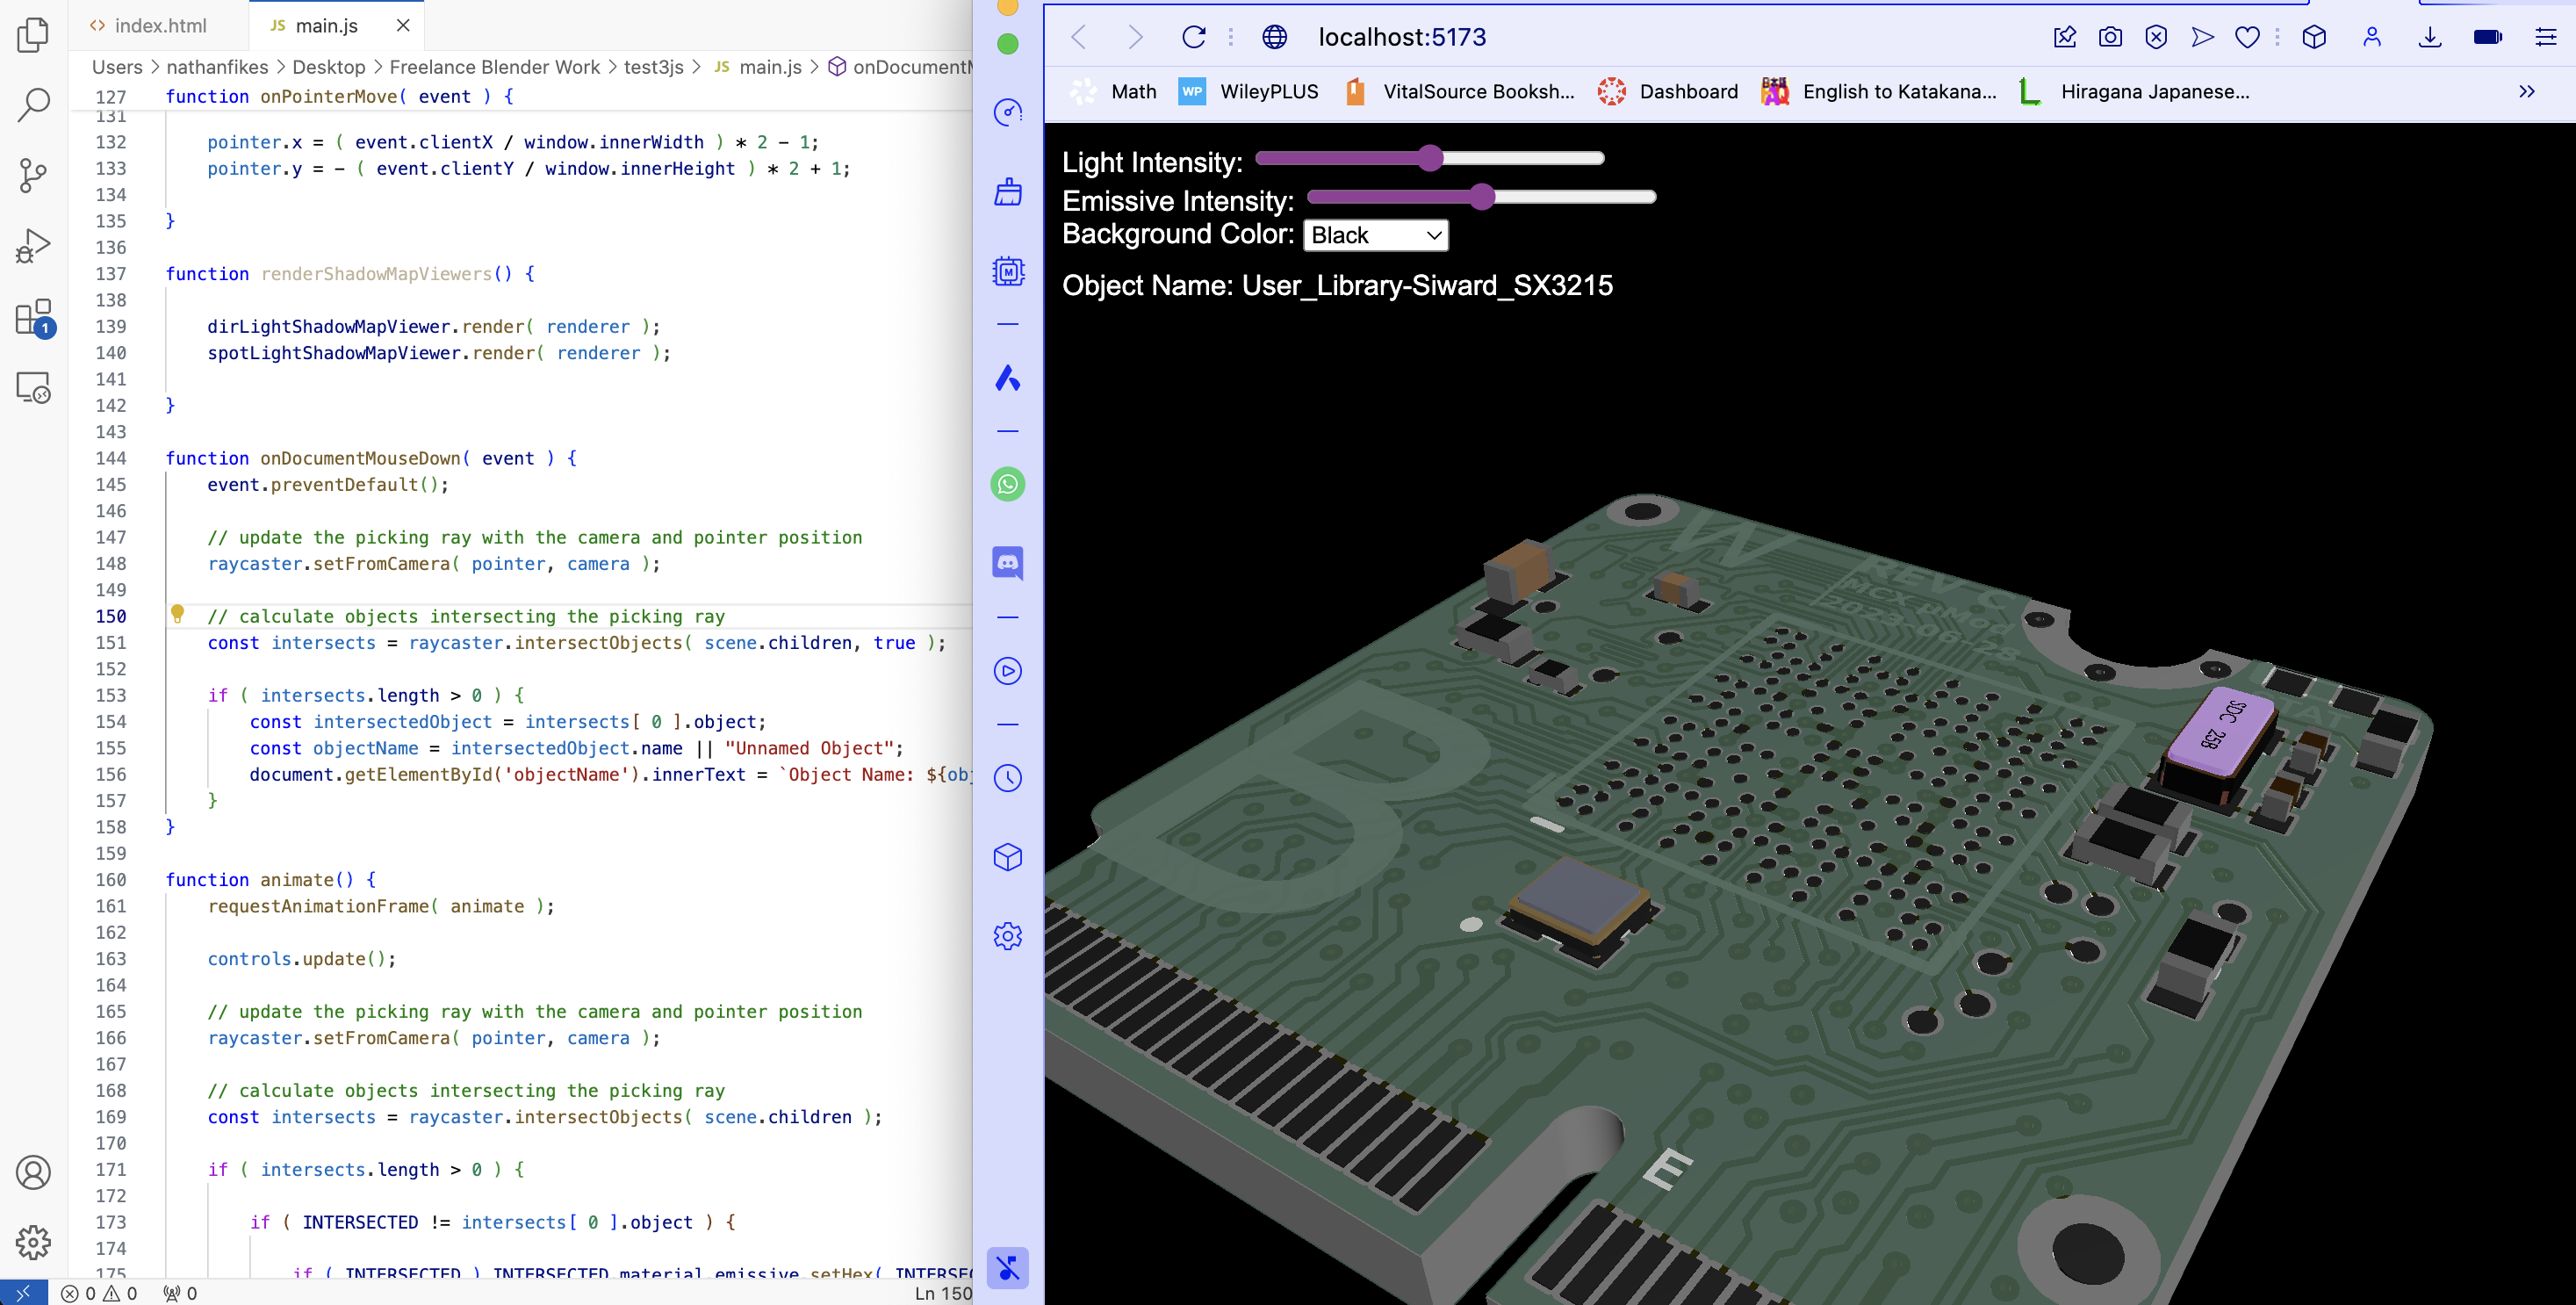 index.html
JS main.js
Users > nathanfikes > Desktop > Freelance Blender Work > test3js > JS main.js > onDocumentM
127 function onPointerMove( event ) {
131
132 pointer.x = ( event.clientX / window.innerWidth ) * 2 - 1;
133 pointer.y = - ( event.clientY / window.innerHeight ) * 2 + 1;
134
135 }
136
137 function renderShadowMapViewers() {
138
139 dirLightShadowMapViewer.render( renderer );
140 spotLightShadowMapViewer.render( renderer );
141
142 }
143
144 function onDocumentMouseDown( event ) {
145 event.preventDefault();
146
147 // update the picking ray with the camera and pointer position
148 raycaster.setFromCamera( pointer, camera );
149
150 // calculate objects intersecting the picking ray
151 const intersects = raycaster.intersectObjects( scene.children, true );
152
153 if ( intersects.length > 0 ) {
154 const intersectedObject = intersects[ 0 ].object;
155 const objectName = intersectedObject.name || "Unnamed Object";
156 document.getElementById('objectName').innerText = `Object Name: ${obj
157 }
158 }
159
160 function animate() {
161 requestAnimationFrame( animate );
162
163 controls.update();
164
165 // update the picking ray with the camera and pointer position
166 raycaster.setFromCamera( pointer, camera );
167
168 // calculate objects intersecting the picking ray
169 const intersects = raycaster.intersectObjects( scene.children );
170
171 if ( intersects.length > 0 ) {
172
173 if ( INTERSECTED != intersects[ 0 ].object ) {
174
175 if ( INTERSECTED ) INTERSECTED.material.emissive.setHex( INTERSEC
1
0 0 0
Ln 150
localhost:5173
Math
WP WileyPLUS
VitalSource Booksh...
Dashboard
English to Katakana...
L Hiragana Japanese...
Light Intensity:
Emissive Intensity:
Background Color: Black
Object Name: User_Library-Siward_SX3215
W
REV C
MCX µMOD
SDC
25B
B
E